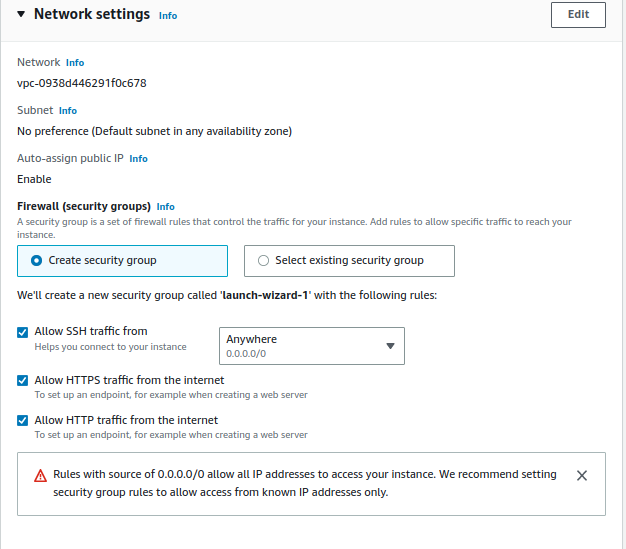 Network settings Info
Edit
Network Info
vpc-0938d446291f0c678
Subnet Info
No preference (Default subnet in any availability zone)
Auto-assign public IP Info
Enable
Firewall (security groups) Info
A security group is a set of firewall rules that control the traffic for your instance. Add rules to allow specific traffic to reach your
instance.
Create security group
Select existing security group
We'll create a new security group called 'launch-wizard-1' with the following rules:
Allow SSH traffic from
Helps you connect to your instance
Anywhere
0.0.0.0/0
Allow HTTPS traffic from the internet
To set up an endpoint, for example when creating a web server
Allow HTTP traffic from the internet
To set up an endpoint, for example when creating a web server
Rules with source of 0.0.0.0/0 allow all IP addresses to access your instance. We recommend setting
security group rules to allow access from known IP addresses only.